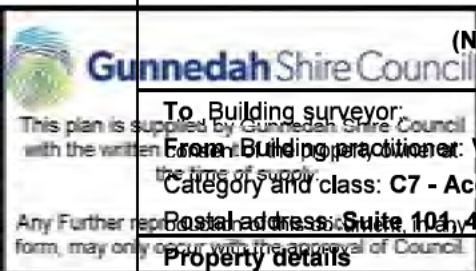 (N
Gunnedah Shire Council
To Building surveyor:
This plan is supplied by Gunnedah Shire Council
with the written consent of the property owner at
From Building practitioner:
the time of supply.
Category and class: C7 - Ac
Any Further reproduction of this document, in any
Postal address: Suite 101, 4
form, may only occur with the approval of Council.
Property details